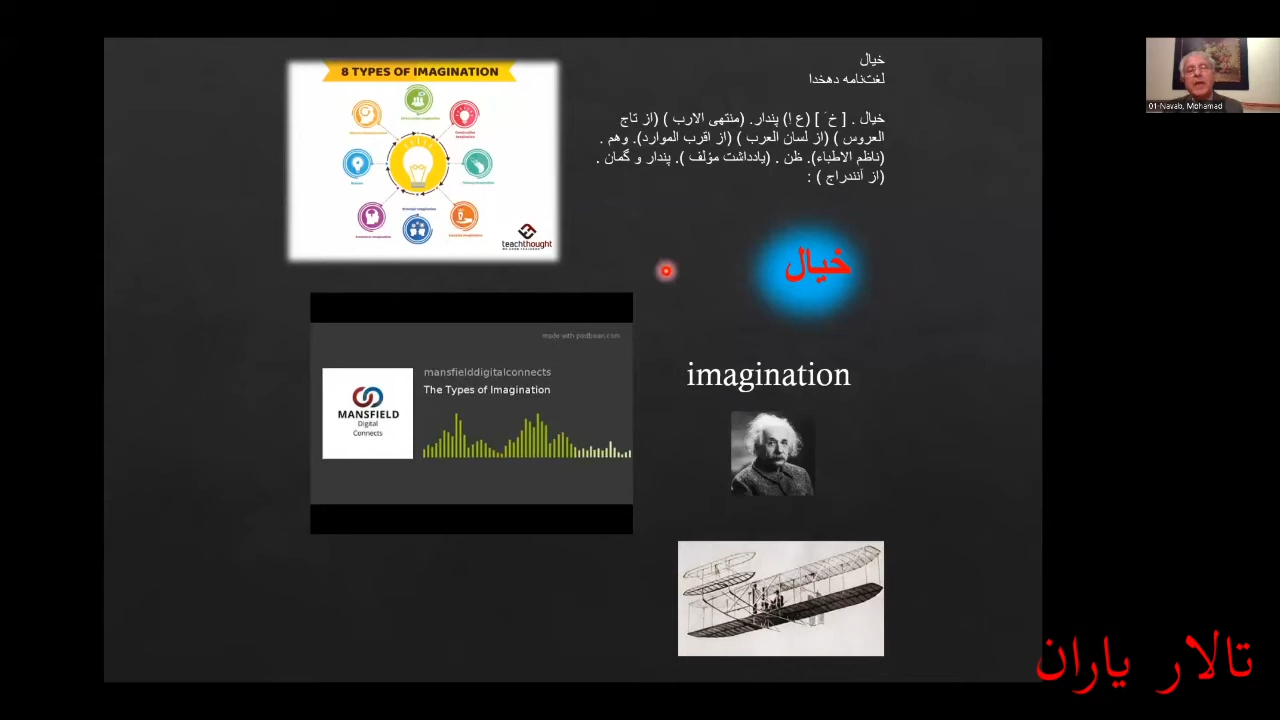 خیال
لغت‌نامه دهخدا
خیال . [ خ َ ] (ع اِ) پندار. (منتهی الارب ) (از تاج
العروس ) (از لسان العرب ) (از اقرب الموارد). وهم .
(ناظم الاطباء). ظن . (یادداشت مؤلف ). پندار و گمان .
(از آنندراج ) :
8 TYPES OF IMAGINATION
teachthought
خیال
imagination
made with podbean.com
mansfielddigitalconnects
The Types of Imagination
MANSFIELD
Digital
Connects
01-Navab, Mohamad
تالار یاران